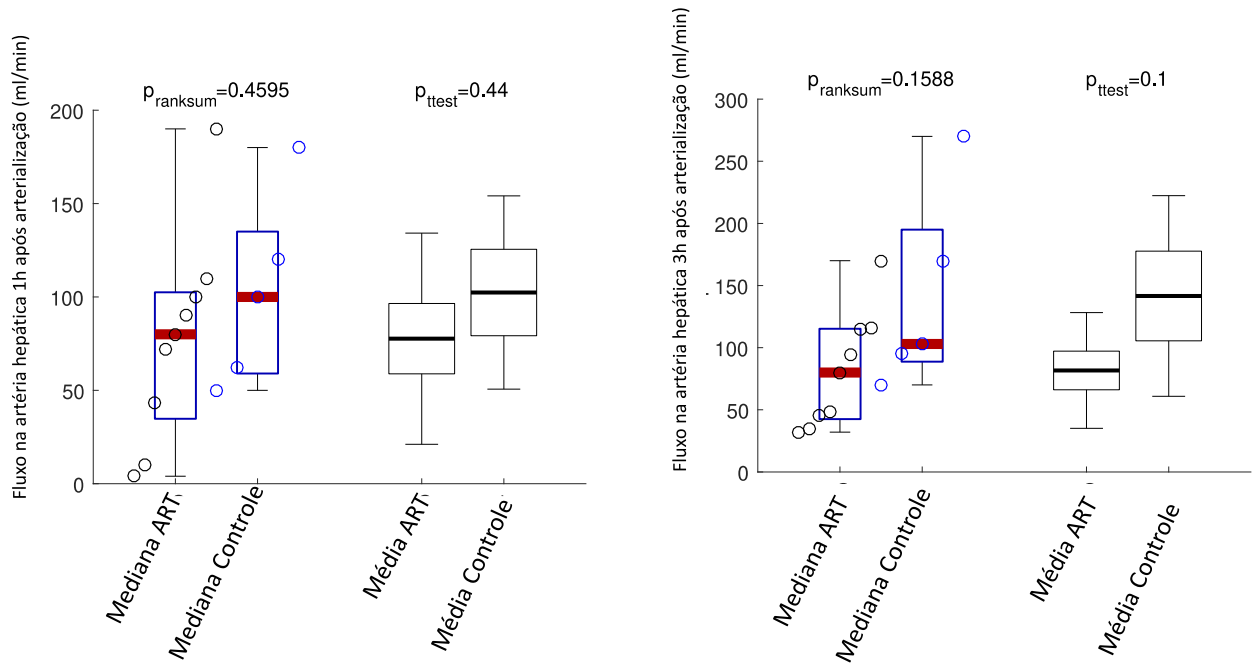 Fluxo na artéria hepática 1h após arterialização (ml/min)
p_ranksum=0.4595
p_ttest=0.44
200
150
100
50
0
Mediana ART
Mediana Controle
Média ART
Média Controle
Fluxo na artéria hepática 3h após arterialização (ml/min)
p_ranksum=0.1588
p_ttest=0.1
300
250
200
150
100
50
0
Mediana ART
Mediana Controle
Média ART
Média Controle